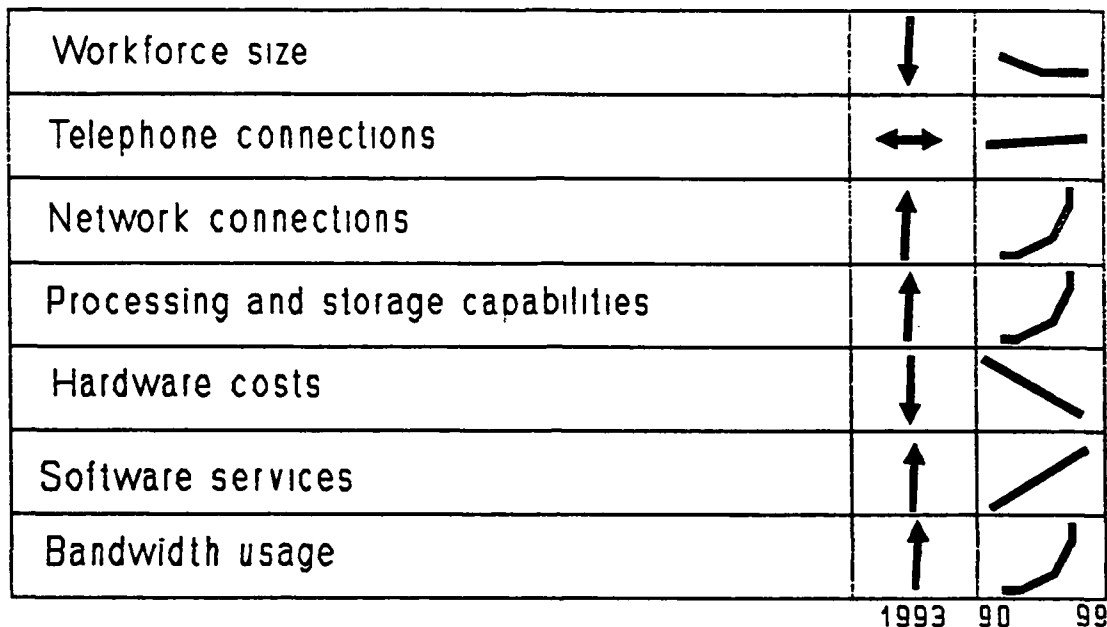 Workforce size
Telephone connections
Network connections
Processing and storage capabilities
Hardware costs
Software services
Bandwidth usage
1993 90 99